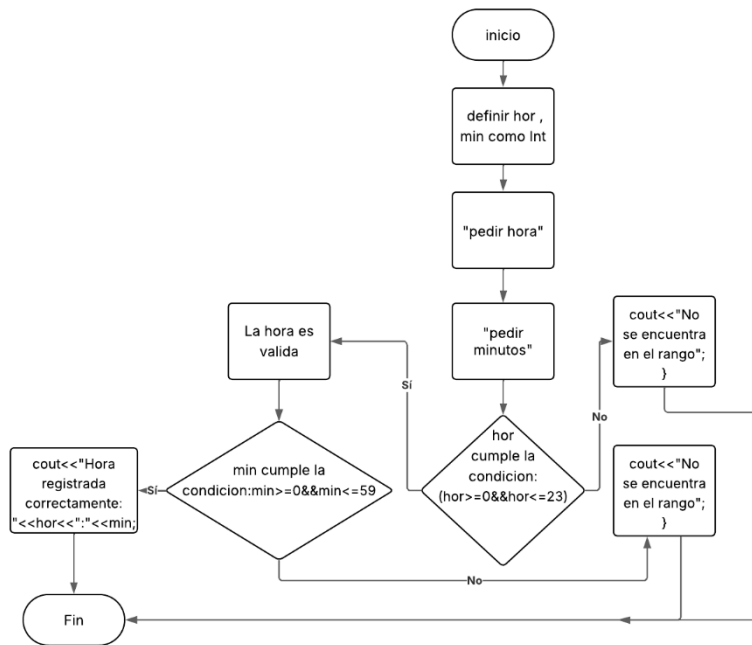 inicio
definir hor ,
min como Int
"pedir hora"
"pedir
minutos"
La hora es
valida
cout<<"No
se encuentra
en el rango";
}
Sí
No
hor
cumple la
condicion:
(hor>=0&&hor<=23)
min cumple la
condicion:min>=0&&min<=59
cout<<"No
se encuentra
en el rango";
}
Sí
cout<<"Hora
registrada
correctamente:
"<<hor<<":"<<min;
No
Fin